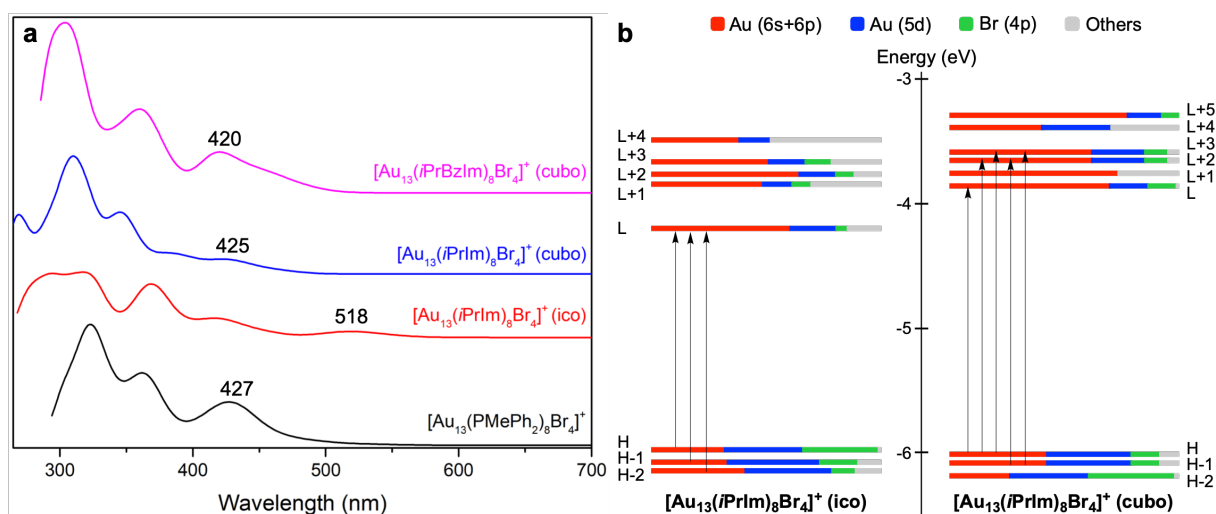 a
420
[Au13(iPrBzIm)8Br4]+ (cubo)
425
[Au13(iPrIm)8Br4]+ (cubo)
518
[Au13(iPrIm)8Br4]+ (ico)
427
[Au13(PMePh2)8Br4]+
300 400 500 600 700
Wavelength (nm)
b
Au (6s+6p) Au (5d) Br (4p) Others
Energy (eV)
-3
-4
-5
-6
L+4
L+3
L+2
L+1
L
H
H-1
H-2
[Au13(iPrIm)8Br4]+ (ico)
L+5
L+4
L+3
L+2
L+1
L
H
H-1
H-2
[Au13(iPrIm)8Br4]+ (cubo)